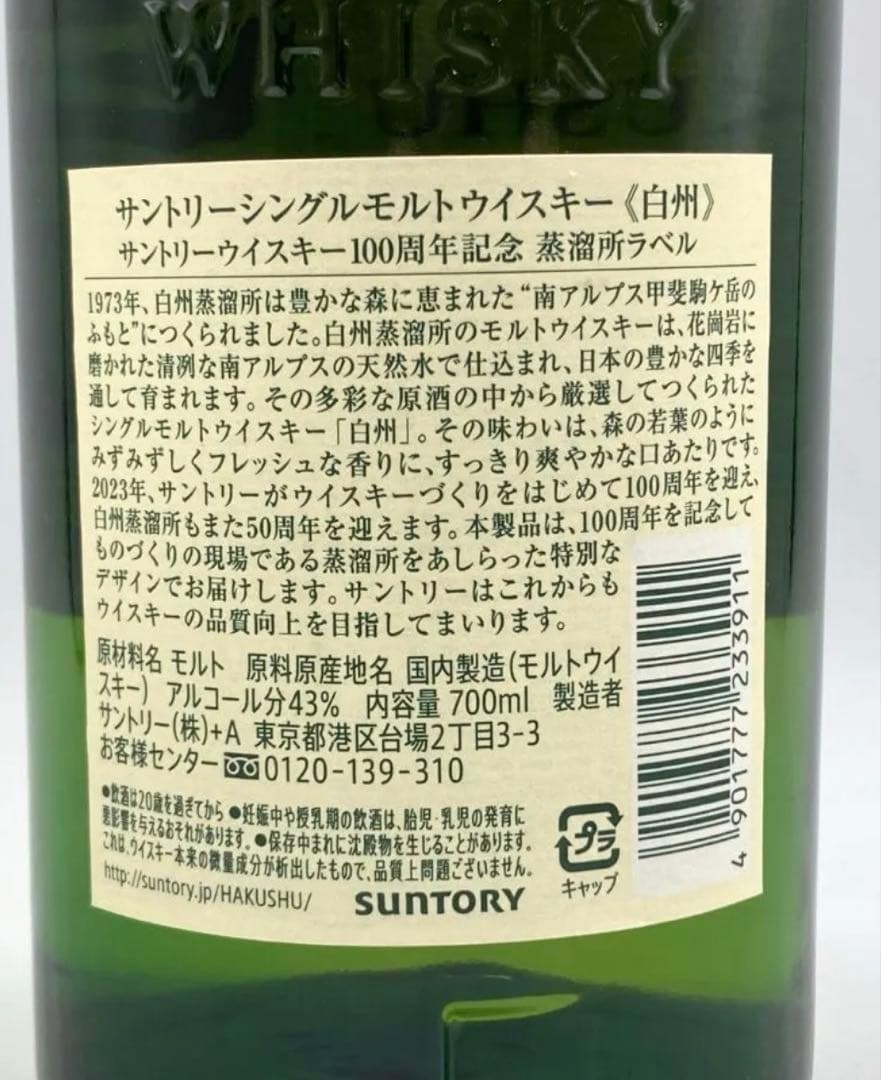 WHISKY
サントリーシングルモルトウイスキー《白州》
サントリーウイスキー100周年記念 蒸溜所ラベル
1973年、白州蒸溜所は豊かな森に恵まれた“南アルプス甲斐駒ケ岳の
ふもと”につくられました。白州蒸溜所のモルトウイスキーは、花崗岩に
磨かれた清冽な南アルプスの天然水で仕込まれ、日本の豊かな四季を
通して育まれます。その多彩な原酒の中から厳選してつくられた
シングルモルトウイスキー「白州」。その味わいは、森の若葉のように
みずみずしくフレッシュな香りに、すっきり爽やかな口あたりです。
2023年、サントリーがウイスキーづくりをはじめて100周年を迎え、
白州蒸溜所もまた50周年を迎えます。本製品は、100周年を記念して
ものづくりの現場である蒸溜所をあしらった特別な
デザインでお届けします。サントリーはこれからも
ウイスキーの品質向上を目指してまいります。
原材料名 モルト 原料原産地名 国内製造(モルトウイ
スキー) アルコール分43% 内容量 700ml 製造者
サントリー(株)+A 東京都港区台場2丁目3-3
お客様センター 0120-139-310
●飲酒は20歳を過ぎてから ●妊娠中や授乳期の飲酒は、胎児・乳児の発育に
悪影響を与えるおそれがあります。●保存中まれに沈殿物を生じることがあります。
これは、ウイスキー本来の微量成分が析出したもので、品質上問題ございません。
http://suntory.jp/HAKUSHU/
SUNTORY
プラ
キャップ
4 901777 233911